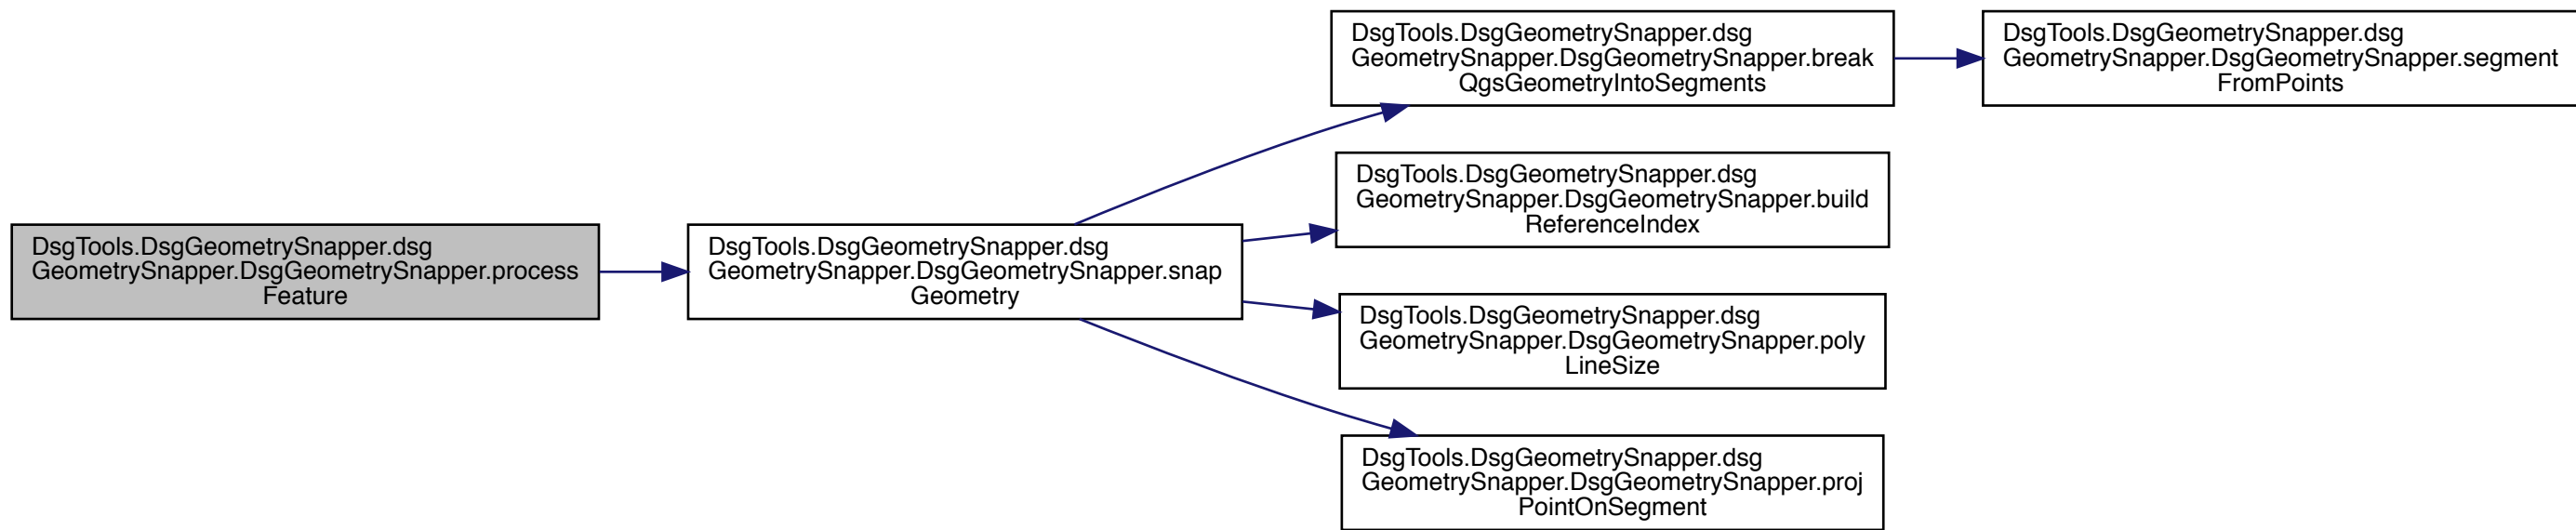 DsgTools.DsgGeometrySnapper.dsg
GeometrySnapper.DsgGeometrySnapper.process
Feature
DsgTools.DsgGeometrySnapper.dsg
GeometrySnapper.DsgGeometrySnapper.snap
Geometry
DsgTools.DsgGeometrySnapper.dsg
GeometrySnapper.DsgGeometrySnapper.break
QgsGeometryIntoSegments
DsgTools.DsgGeometrySnapper.dsg
GeometrySnapper.DsgGeometrySnapper.segment
FromPoints
DsgTools.DsgGeometrySnapper.dsg
GeometrySnapper.DsgGeometrySnapper.build
ReferenceIndex
DsgTools.DsgGeometrySnapper.dsg
GeometrySnapper.DsgGeometrySnapper.poly
LineSize
DsgTools.DsgGeometrySnapper.dsg
GeometrySnapper.DsgGeometrySnapper.proj
PointOnSegment